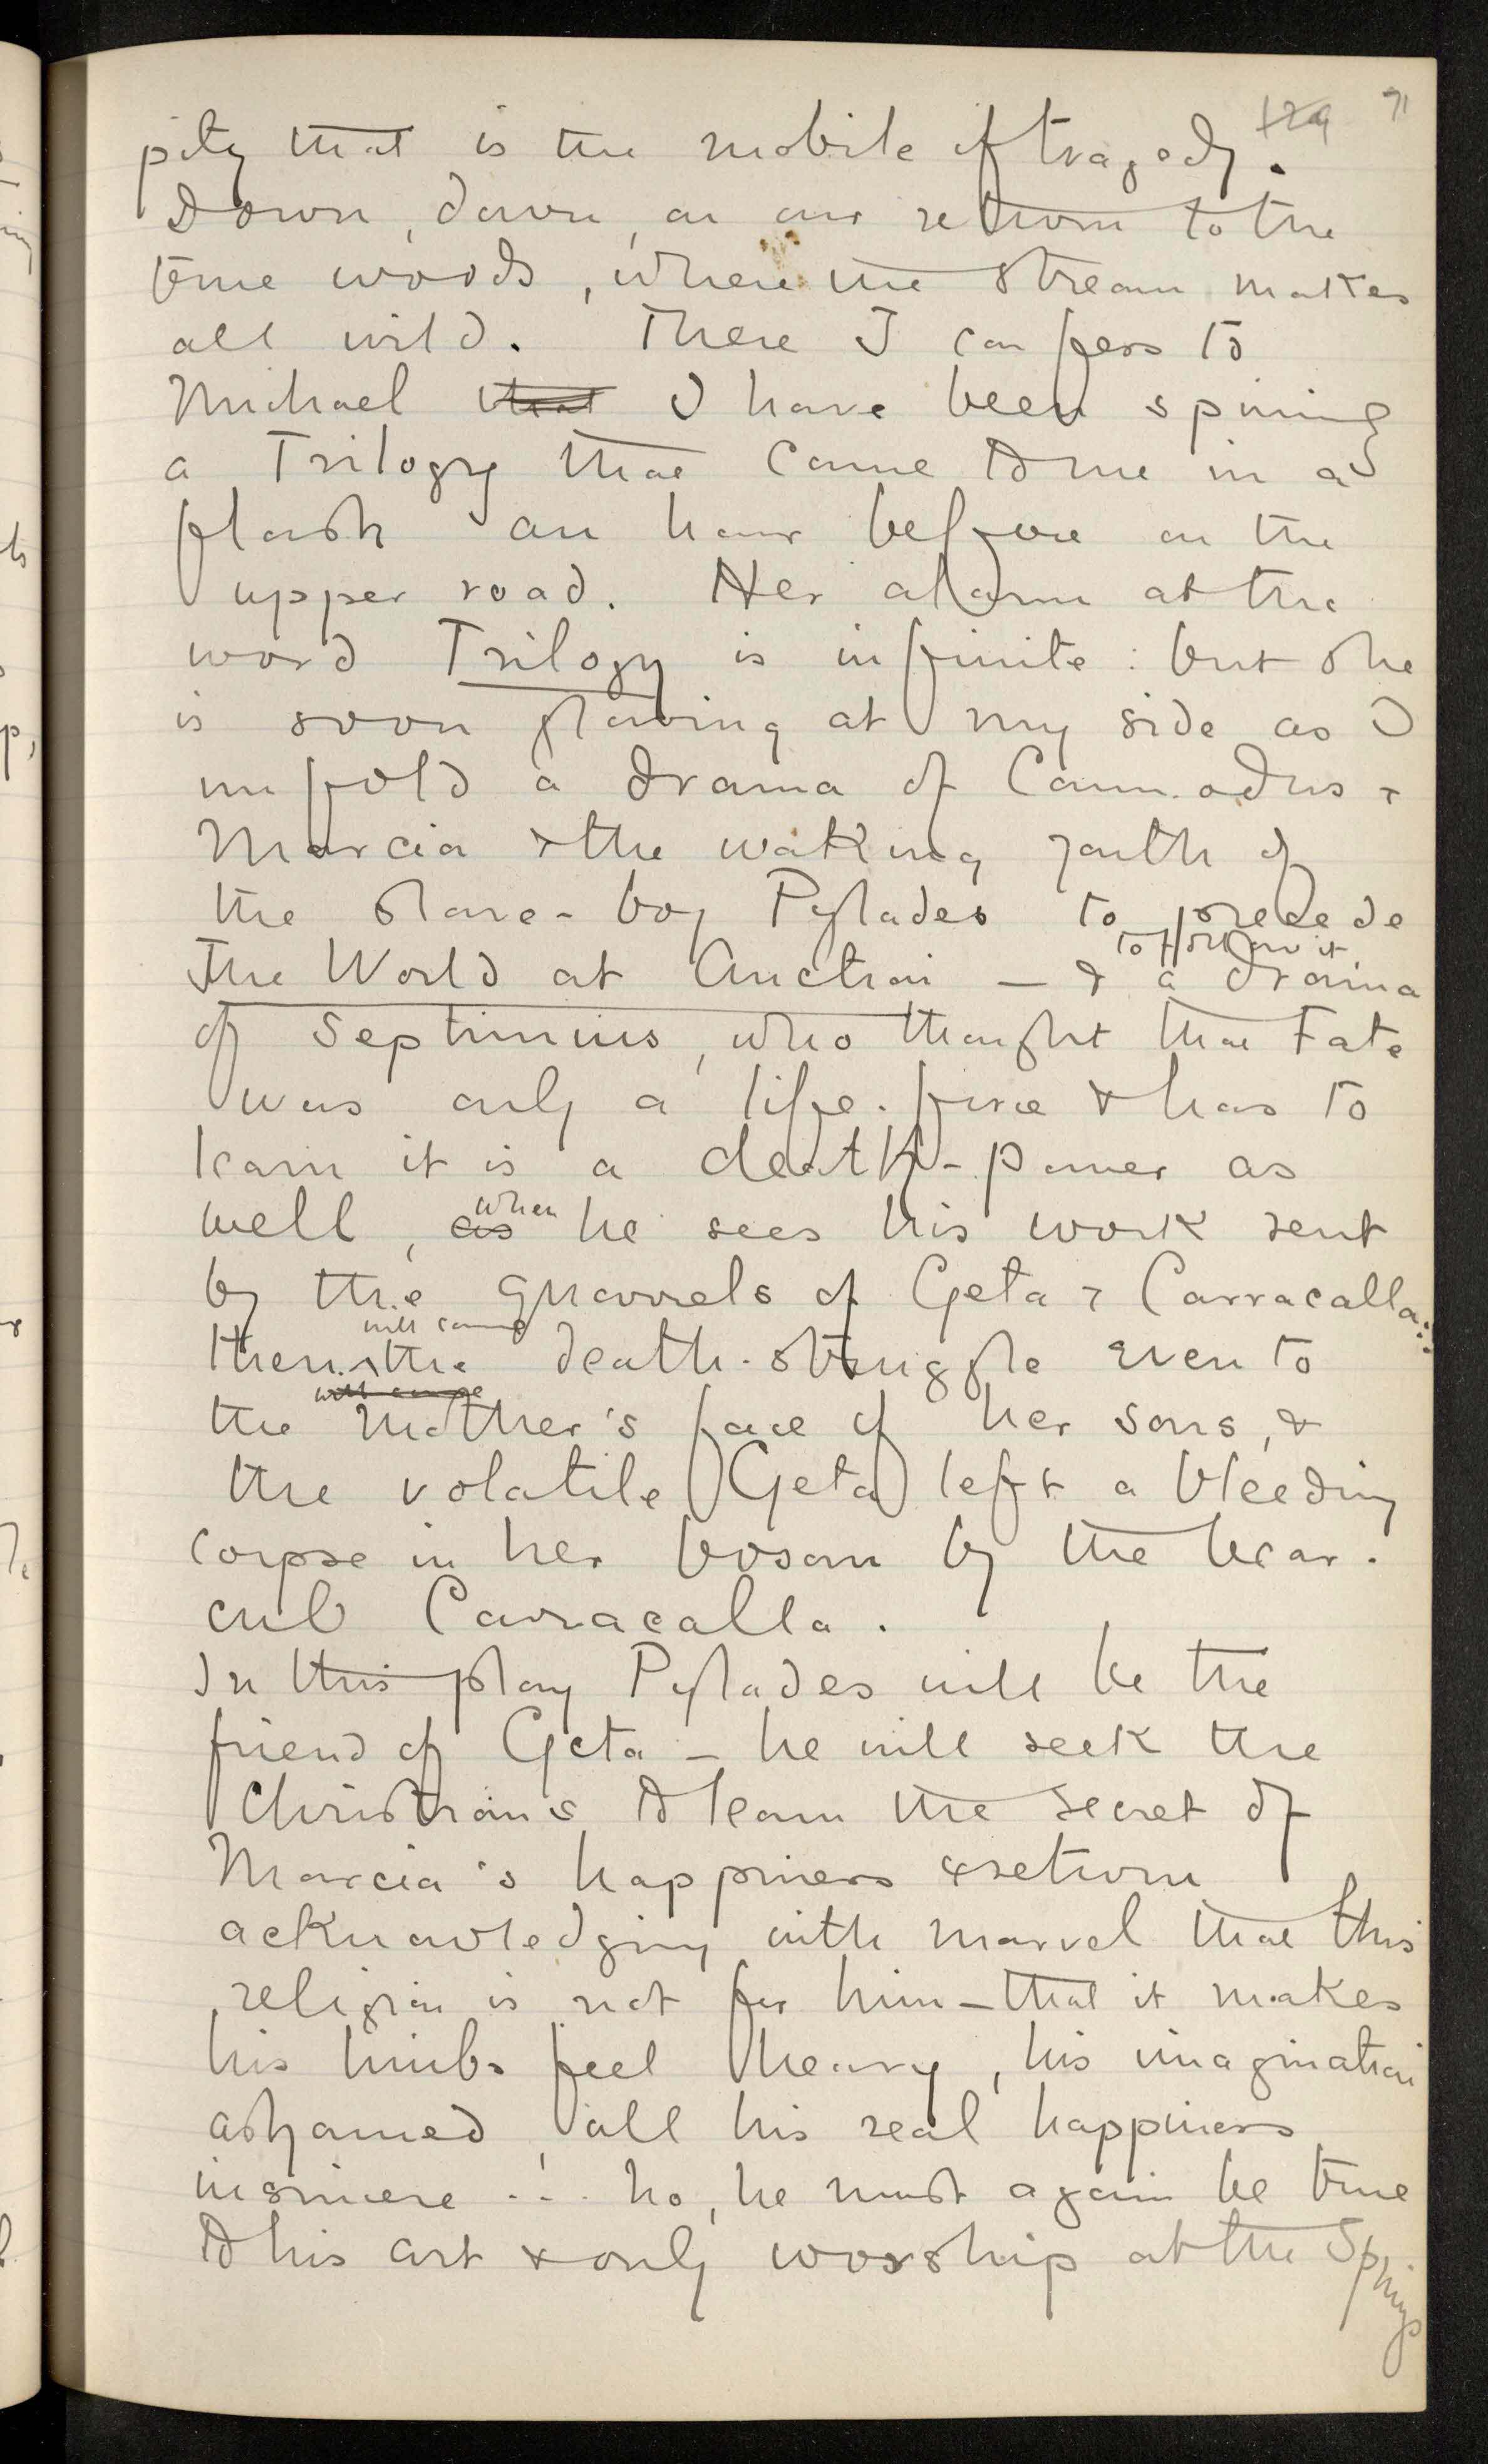 129 71
pity that is the mobile of tragedy.
Down, down, on our return to the
true woods, where the stream makes
all wild. There I confess to
Michael that I have been spining
a Trilogy that came to me in a
flash an hour before on the
upper road. Her alarm at the
word Trilogy is infinite: but she
is soon glowing at my side as I
unfold a drama of Commodus &
Marcia & the waking youth of
the slave-boy Pylades to precede
to follow it
The World at Auction — & a drama
of Septimius, who thought that Fate
was only a life-force & has to
learn it is a death-power as
when
well, as he sees his work rent
by the quarrels of Geta & Carracalla:
will come
then the death-struggle even to
will come
the Mother's face of her sons, &
the volatile Geta left a bleeding
corpse in her bosom by the bear-
cub Carracalla.
In this play Pylades will be the
friend of Geta — he will seek the
Christians to learn the secret of
Marcia's happiness & return
acknowledging with marvel that this
religion is not for him — that it makes
his limbs feel heavy, his imagination
ashamed, all his real happiness
insincere ... No, he must again be true
to his art & only worship at the Springs